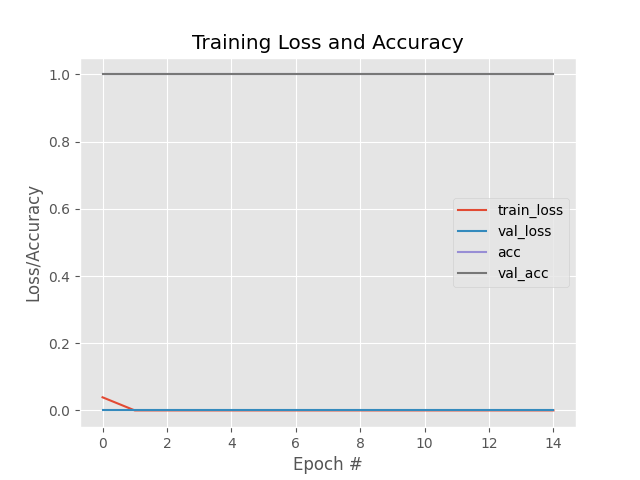 Training Loss and Accuracy
1.0
0.8
0.6
0.4
0.2
0.0
Loss/Accuracy
train_loss
val_loss
acc
val_acc
0 2 4 6 8 10 12 14
Epoch #